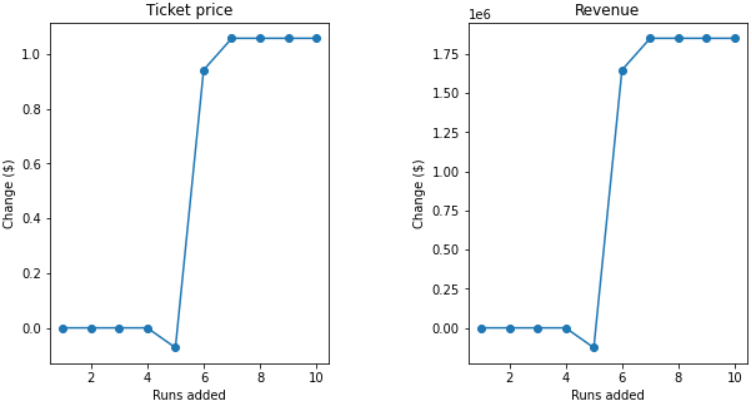 Ticket price
1.0
0.8
0.6
0.4
0.2
0.0
Change ($)
2 4 6 8 10
Runs added
Revenue
1e6
1.75
1.50
1.25
1.00
0.75
0.50
0.25
0.00
Change ($)
2 4 6 8 10
Runs added